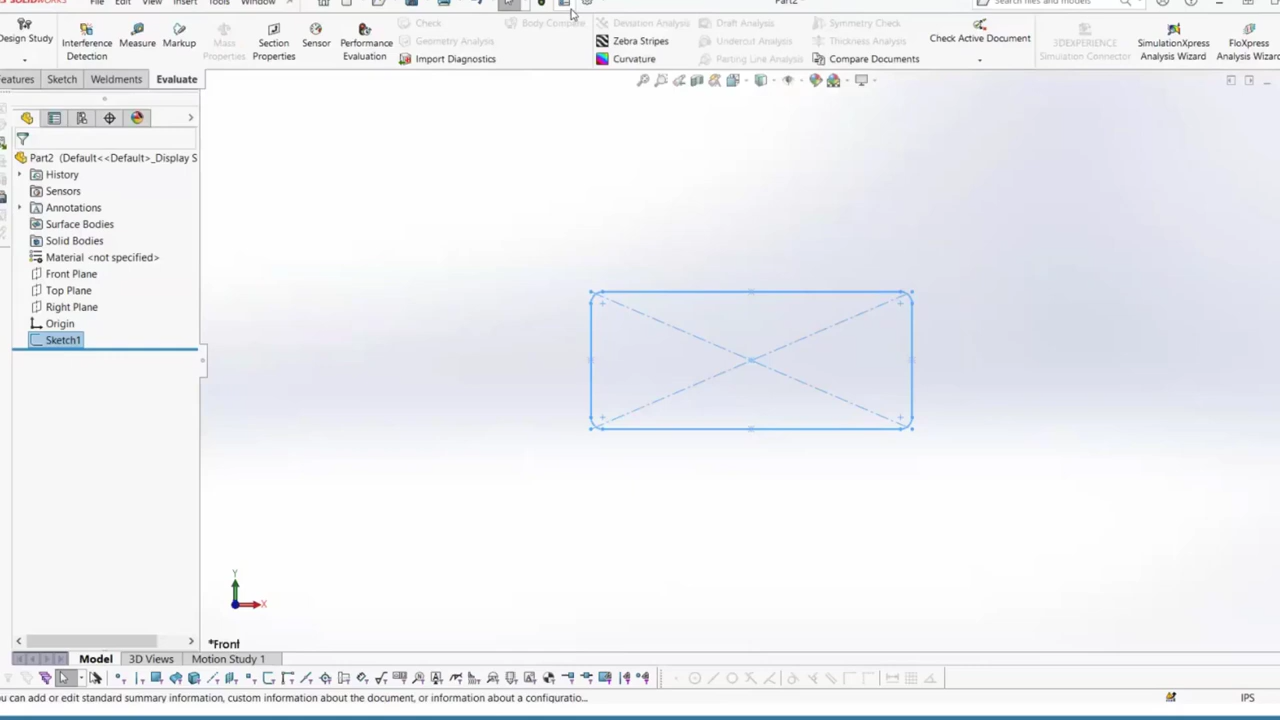 SOLIDWORKS
File Edit View Insert Tools Window
Part2
Search files and models
Design Study
Interference Detection
Measure
Markup
Mass Properties
Section Properties
Sensor
Performance Evaluation
Check
Geometry Analysis
Import Diagnostics
Body Compare
Deviation Analysis
Zebra Stripes
Curvature
Draft Analysis
Undercut Analysis
Parting Line Analysis
Symmetry Check
Thickness Analysis
Compare Documents
Check Active Document
3DEXPERIENCE Simulation Connector
SimulationXpress Analysis Wizard
FloXpress Analysis Wizard
eatures Sketch Weldments Evaluate
Part2 (Default<<Default>_Display S
History
Sensors
Annotations
Surface Bodies
Solid Bodies
Material <not specified>
Front Plane
Top Plane
Right Plane
Origin
Sketch1
Y
X
*Front
Model 3D Views Motion Study 1
ou can add or edit standard summary information, custom information about the document, or information about a configuratio...
IPS